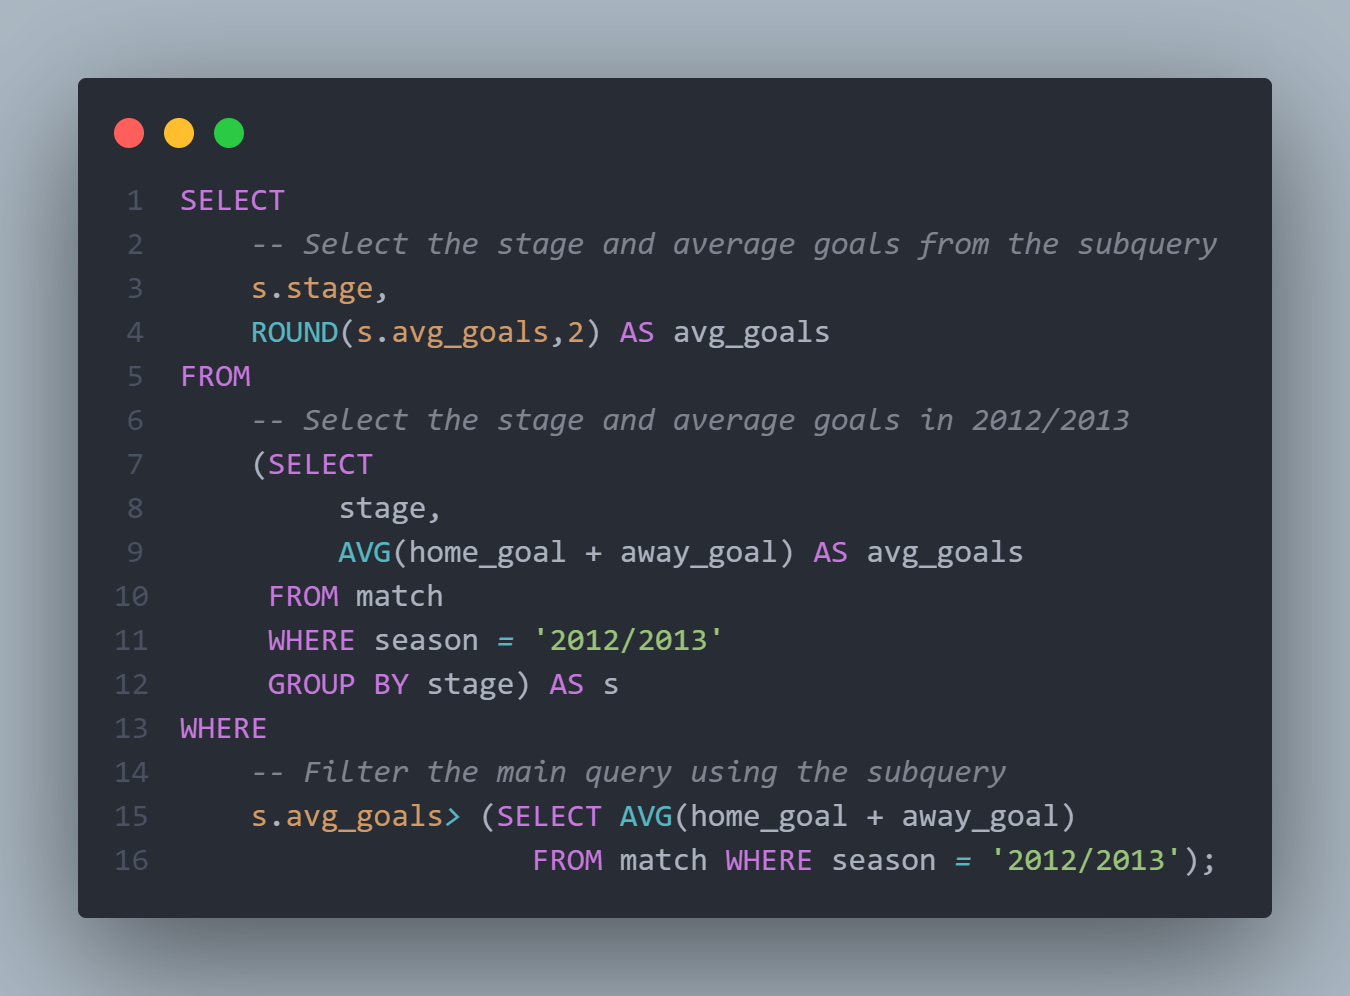 1 SELECT
2 -- Select the stage and average goals from the subquery
3 s.stage,
4 ROUND(s.avg_goals,2) AS avg_goals
5 FROM
6 -- Select the stage and average goals in 2012/2013
7 (SELECT
8 stage,
9 AVG(home_goal + away_goal) AS avg_goals
10 FROM match
11 WHERE season = '2012/2013'
12 GROUP BY stage) AS s
13 WHERE
14 -- Filter the main query using the subquery
15 s.avg_goals> (SELECT AVG(home_goal + away_goal)
16 FROM match WHERE season = '2012/2013');